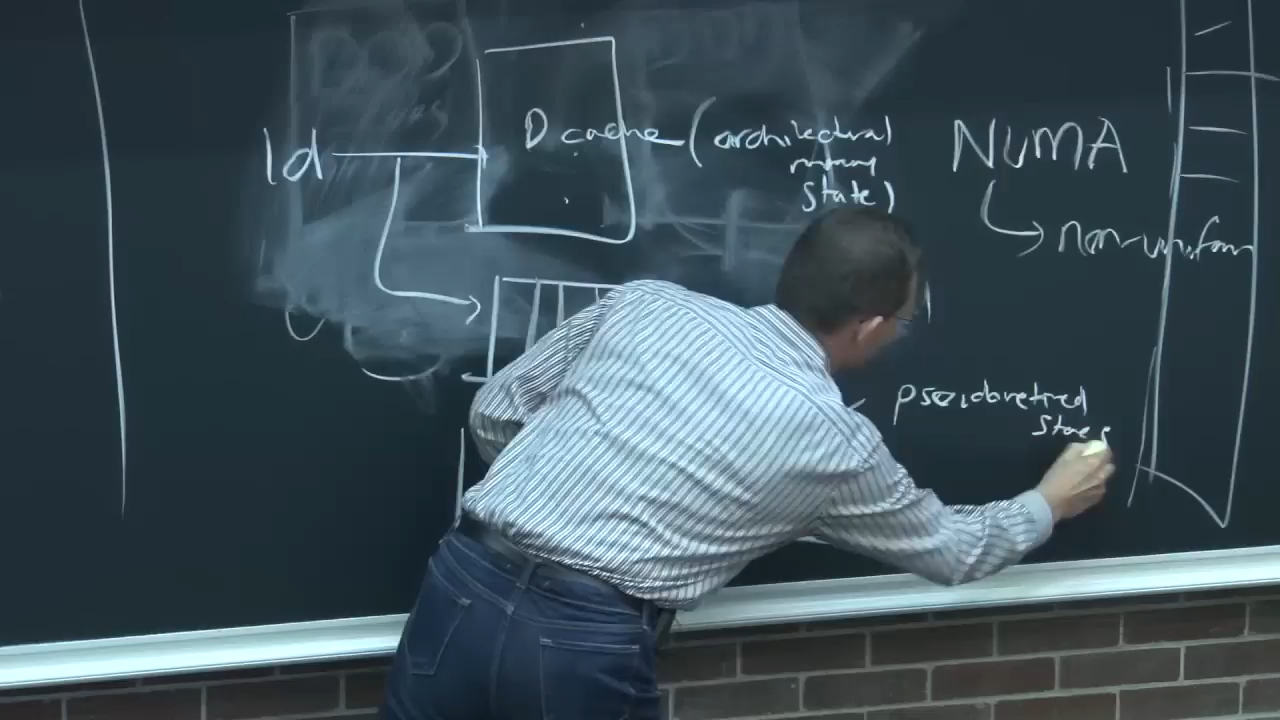 ld
D cache (architectural
memory
state)
NUMA
non-uniform
pseudoretired
stores